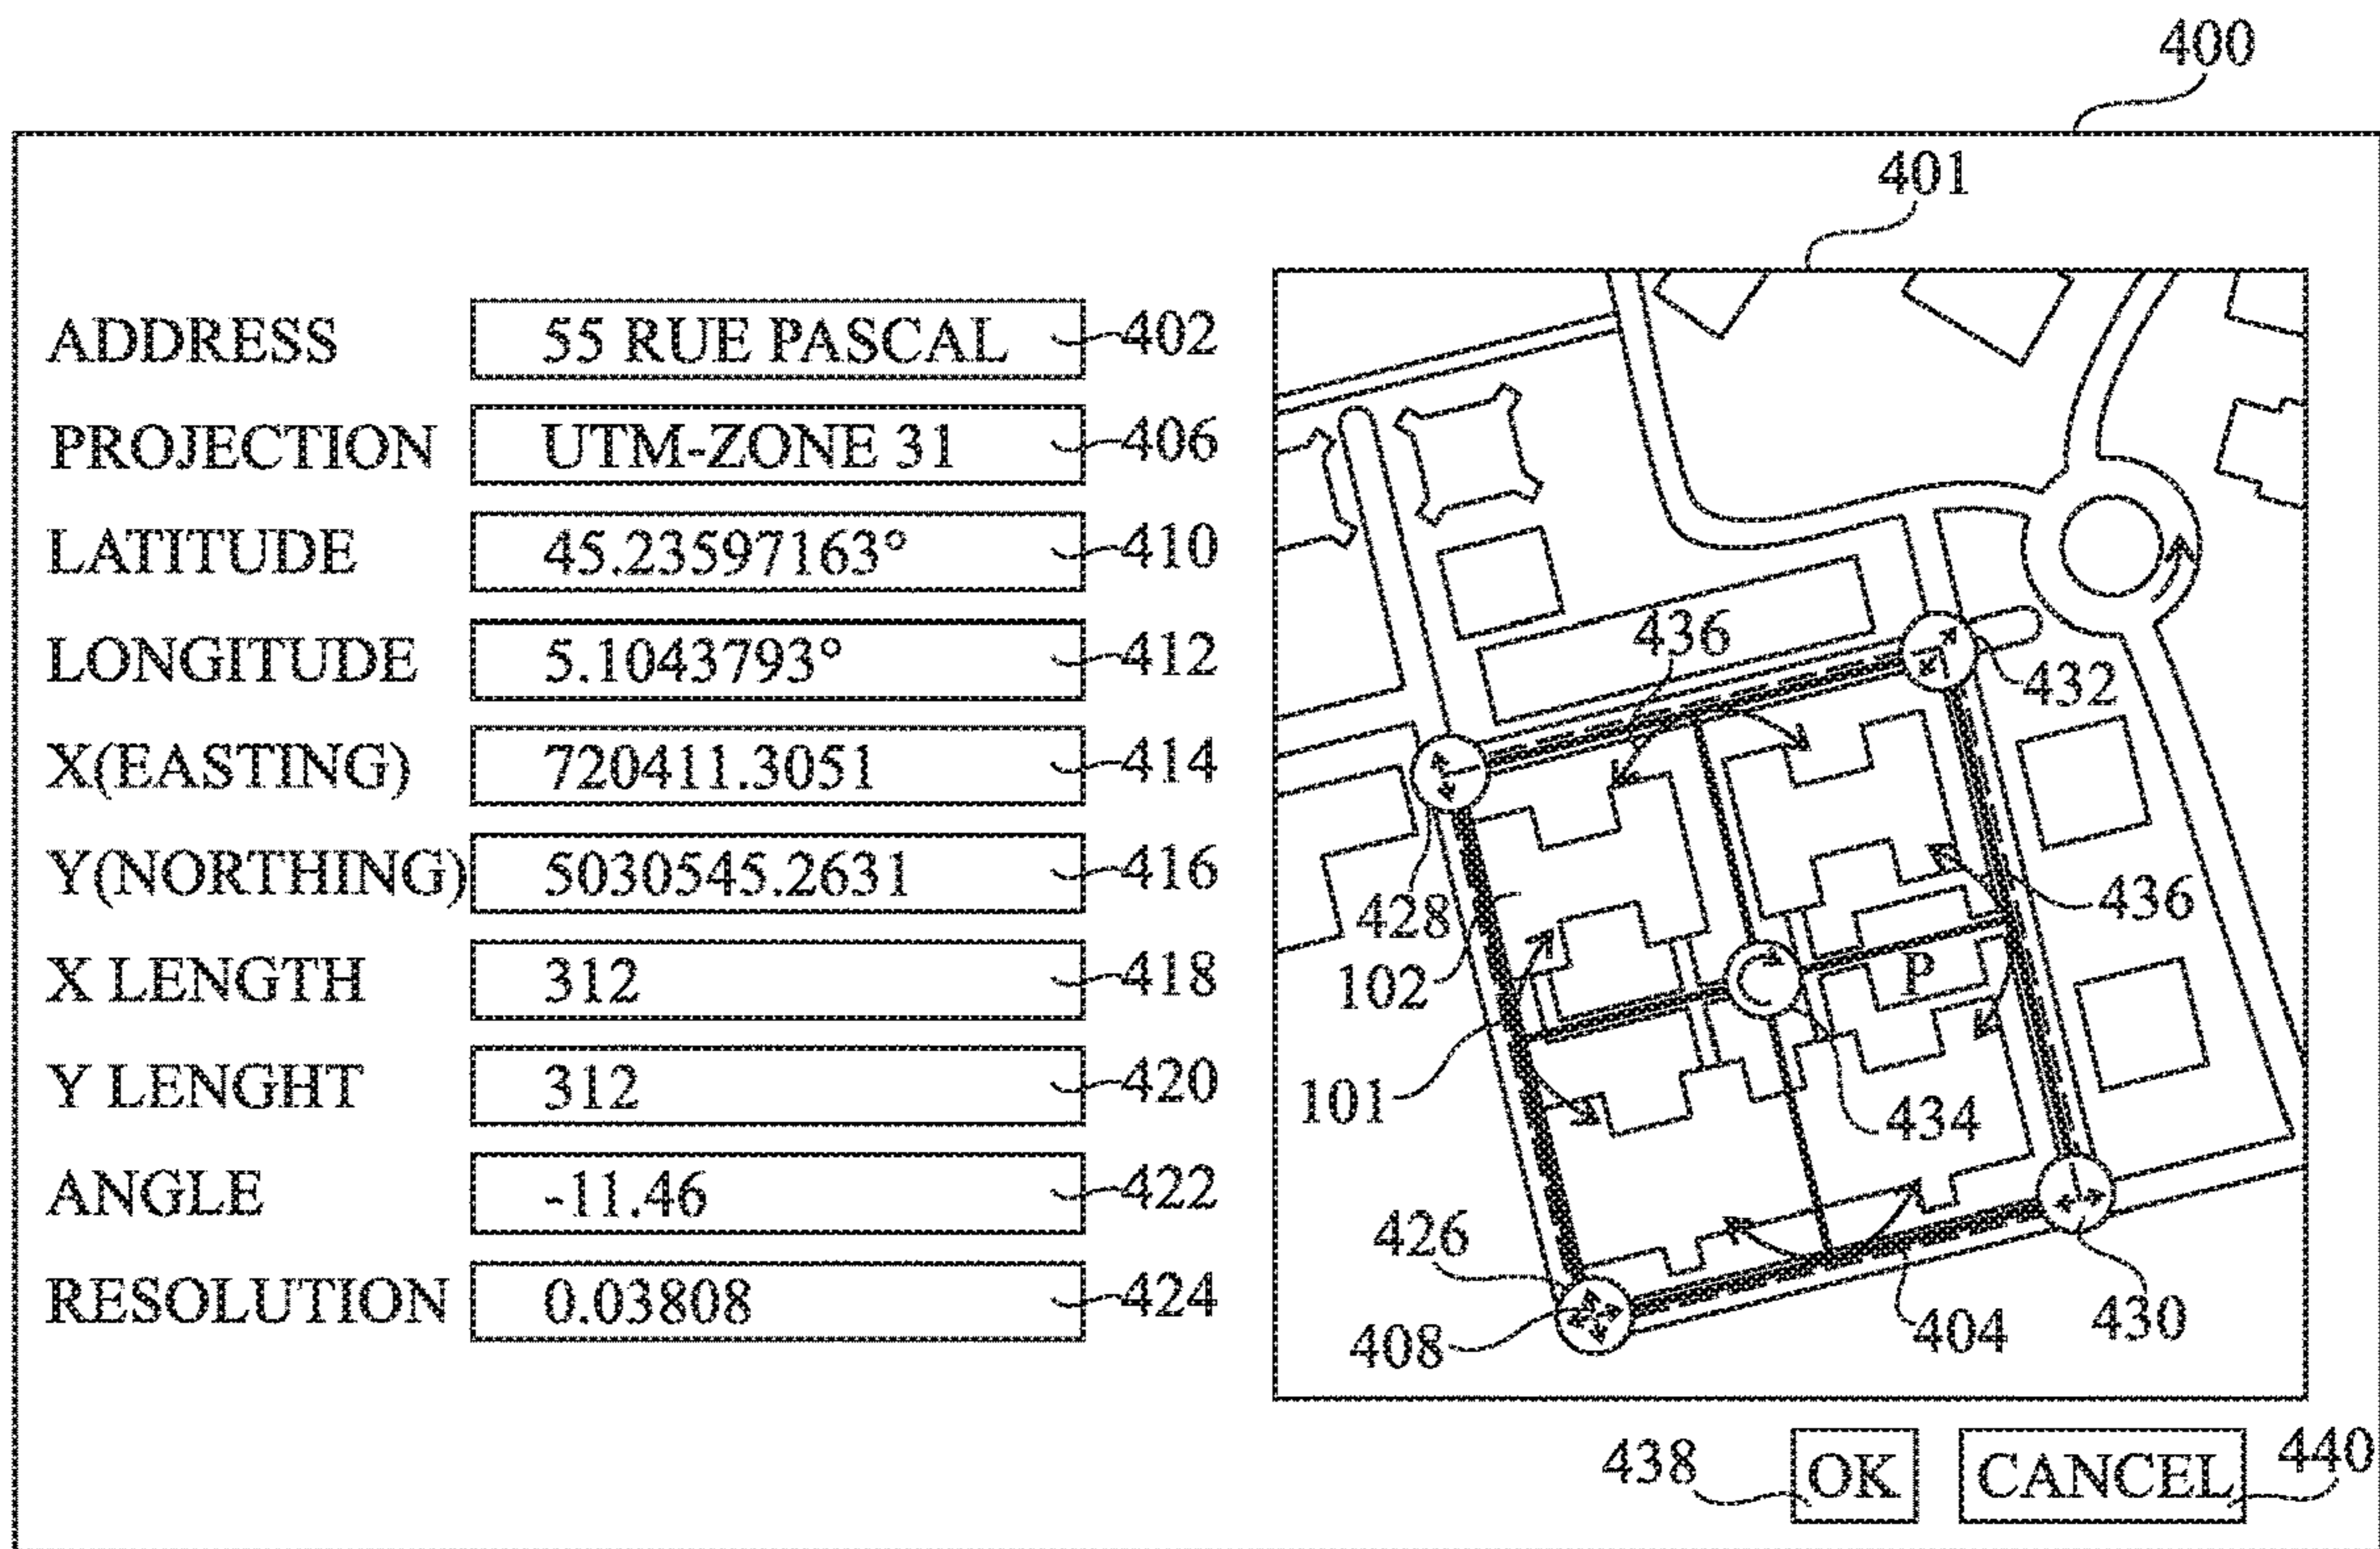 400
401
ADDRESS 55 RUE PASCAL 402
PROJECTION UTM-ZONE 31 406
LATITUDE 45.23597163° 410
LONGITUDE 5.1043793° 412
X(EASTING) 720411.3051 414
Y(NORTHING) 5030545.2631 416
X LENGTH 312 418
Y LENGHT 312 420
ANGLE -11.46 422
RESOLUTION 0.03808 424
436
432
428
436
102
P
101
434
426
408
404
430
438 OK CANCEL 440